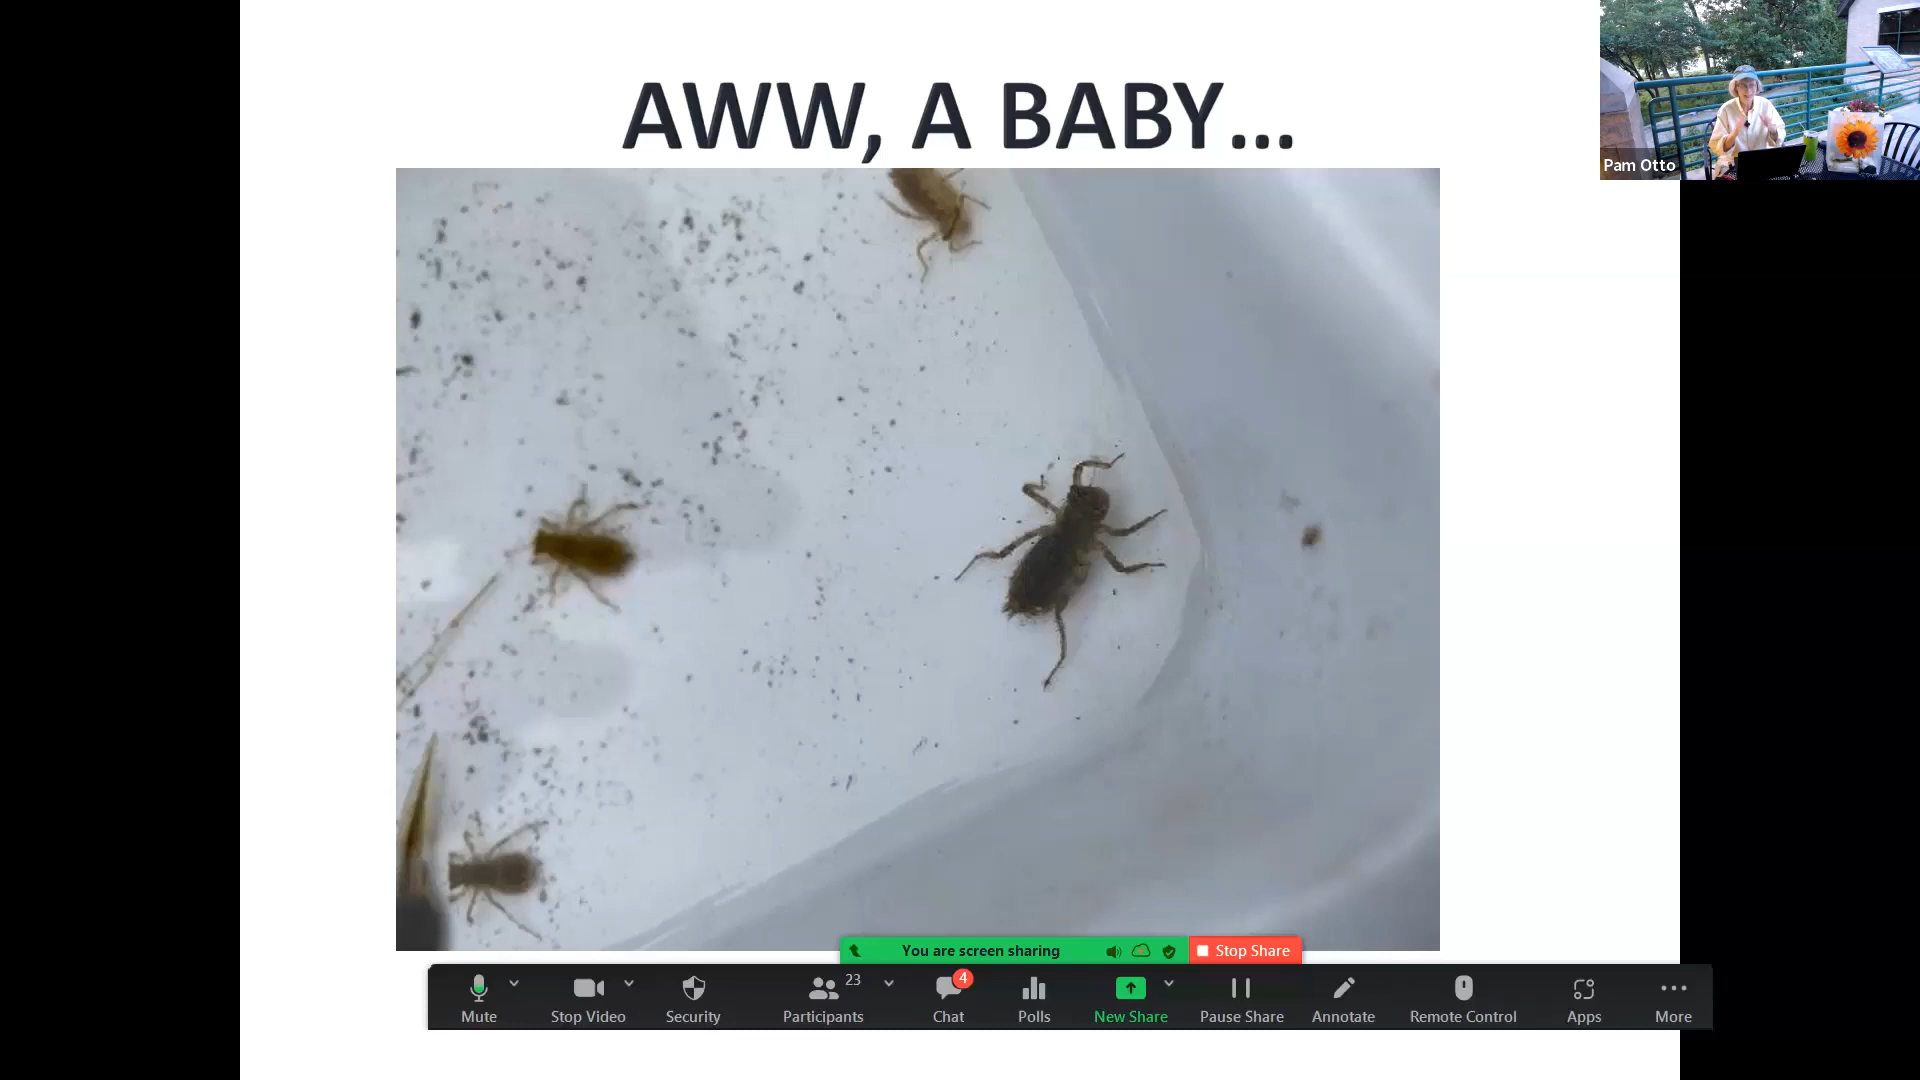 AWW, A BABY...
Pam Otto
You are screen sharing
Stop Share
Mute
Stop Video
Security
23
Participants
4
Chat
Polls
New Share
Pause Share
Annotate
Remote Control
Apps
More